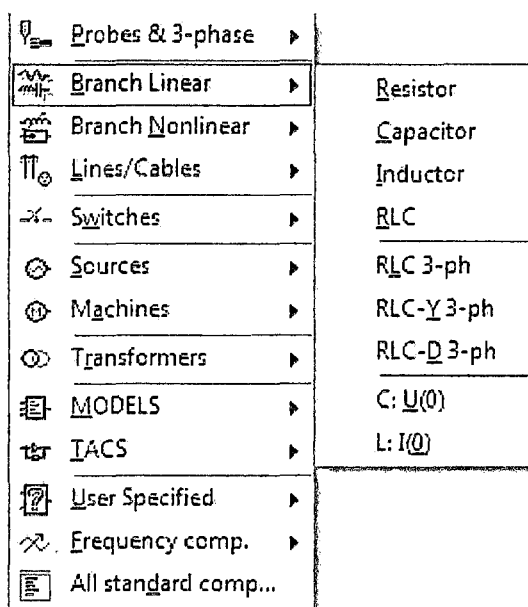 Probes & 3-phase
Branch Linear
Branch Nonlinear
Lines/Cables
Switches
Sources
Machines
Transformers
MODELS
TACS
User Specified
Frequency comp.
All standard comp...
Resistor
Capacitor
Inductor
RLC
RLC 3-ph
RLC-Y 3-ph
RLC-D 3-ph
C: U(0)
L: I(0)